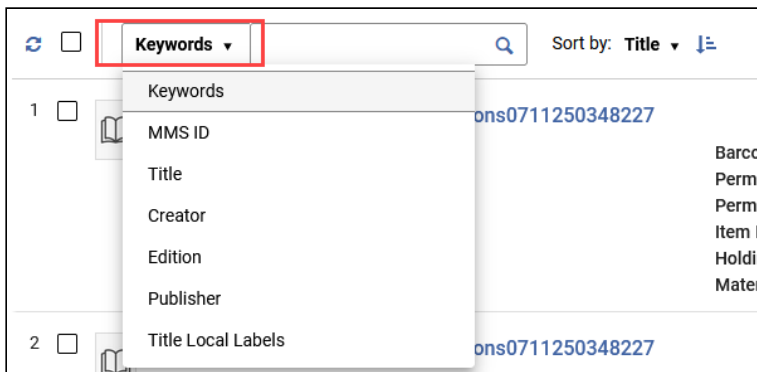 Keywords
Sort by: Title
Keywords
1
ons0711250348227
MMS ID
Title
Barco
Perm
Creator
Perm
Item
Edition
Holdi
Mater
Publisher
2
Title Local Labels
ons0711250348227